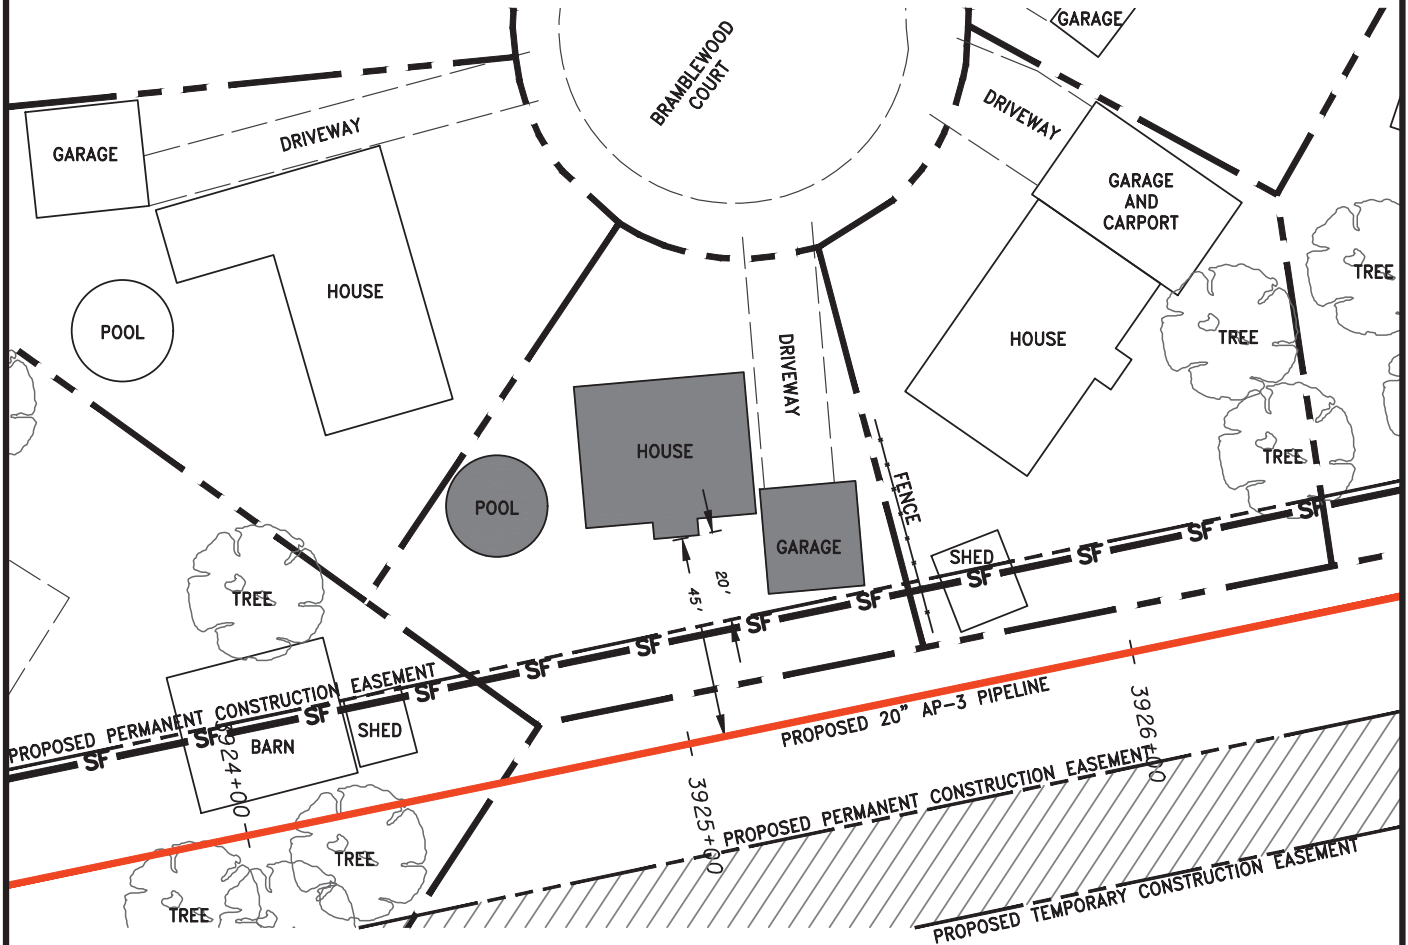 GARAGE
BRAMBLEWOOD
COURT
DRIVEWAY
DRIVEWAY
GARAGE
GARAGE
AND
CARPORT
TREE
HOUSE
POOL
DRIVEWAY
HOUSE
TREE
HOUSE
TREE
POOL
FENCE
SF
GARAGE
SHED
SF
SF
SF
20'
45'
TREE
SF
SF
SF
SF
PROPOSED PERMANENT CONSTRUCTION EASEMENT
SF
SF
SF
SF
BARN
SHED
PROPOSED 20" AP-3 PIPELINE
3924+00
3925+00
3926+00
PROPOSED PERMANENT CONSTRUCTION EASEMENT
TREE
TREE
PROPOSED TEMPORARY CONSTRUCTION EASEMENT